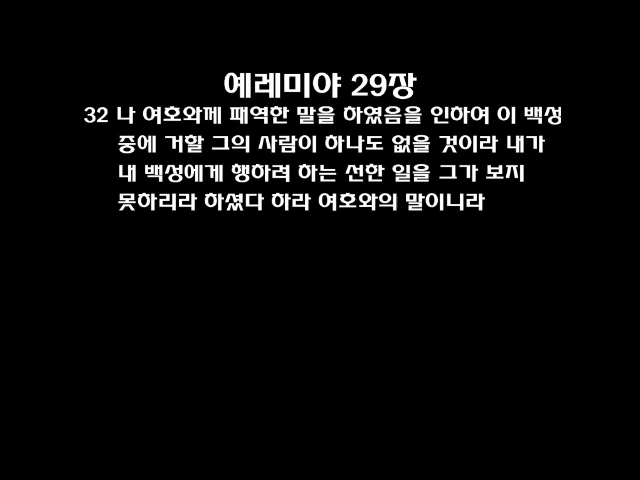 예레미야 29장
32 나 여호와께 패역한 말을 하였음을 인하여 이 백성
중에 거할 그의 사람이 하나도 없을 것이라 내가
내 백성에게 행하려 하는 선한 일을 그가 보지
못하리라 하셨다 하라 여호와의 말이니라